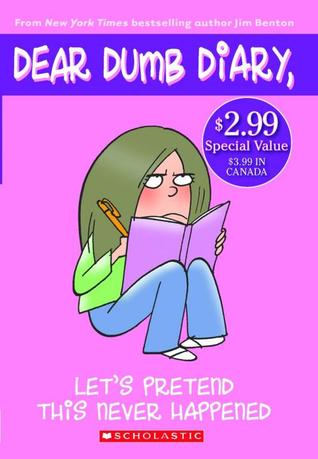 From New York Times bestselling author Jim Benton
DEAR DUMB DIARY,
$2.99
Special Value
$3.99 IN
CANADA
LET'S PRETEND
THIS NEVER HAPPENED
SCHOLASTIC